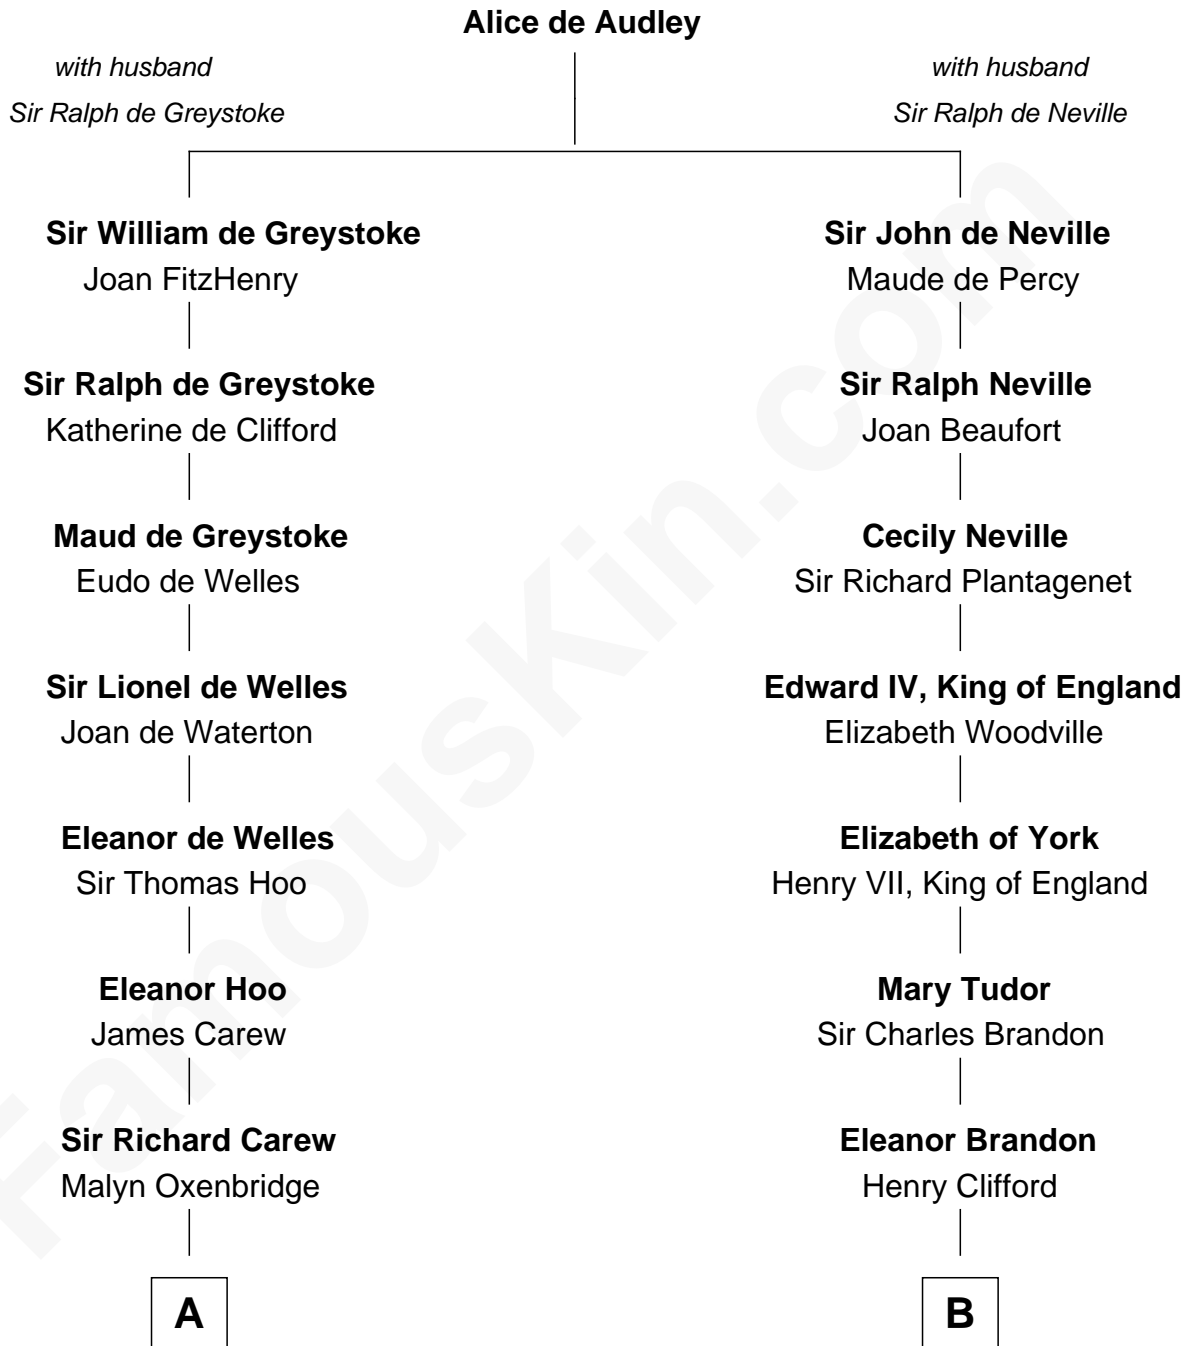 Alice de Audley
with husband
Sir Ralph de Greystoke
with husband
Sir Ralph de Neville
Sir William de Greystoke
Joan FitzHenry
Sir Ralph de Greystoke
Katherine de Clifford
Maud de Greystoke
Eudo de Welles
Sir Lionel de Welles
Joan de Waterton
Eleanor de Welles
Sir Thomas Hoo
Eleanor Hoo
James Carew
Sir Richard Carew
Malyn Oxenbridge
A
Sir John de Neville
Maude de Percy
Sir Ralph Neville
Joan Beaufort
Cecily Neville
Sir Richard Plantagenet
Edward IV, King of England
Elizabeth Woodville
Elizabeth of York
Henry VII, King of England
Mary Tudor
Sir Charles Brandon
Eleanor Brandon
Henry Clifford
B
FamousKin.com